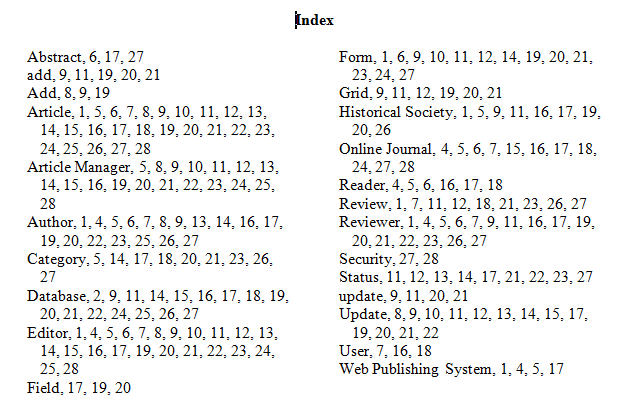 Index
Abstract, 6, 17, 27
add, 9, 11, 19, 20, 21
Add, 8, 9, 19
Article, 1, 5, 6, 7, 8, 9, 10, 11, 12, 13,
14, 15, 16, 17, 18, 19, 20, 21, 22, 23,
24, 25, 26, 27, 28
Article Manager, 5, 8, 9, 10, 11, 12, 13,
14, 15, 16, 19, 20, 21, 22, 23, 24, 25,
28
Author, 1, 4, 5, 6, 7, 8, 9, 13, 14, 16, 17,
19, 20, 22, 23, 25, 26, 27
Category, 5, 14, 17, 18, 20, 21, 23, 26,
27
Database, 2, 9, 11, 14, 15, 16, 17, 18, 19,
20, 21, 22, 24, 25, 26, 27
Editor, 1, 4, 5, 6, 7, 8, 9, 10, 11, 12, 13,
14, 15, 16, 17, 19, 20, 21, 22, 23, 24,
25, 28
Field, 17, 19, 20
Form, 1, 6, 9, 10, 11, 12, 14, 19, 20, 21,
23, 24, 27
Grid, 9, 11, 12, 19, 20, 21
Historical Society, 1, 5, 9, 11, 16, 17, 19,
20, 26
Online Journal, 4, 5, 6, 7, 15, 16, 17, 18,
24, 27, 28
Reader, 4, 5, 6, 16, 17, 18
Review, 1, 7, 11, 12, 18, 21, 23, 26, 27
Reviewer, 1, 4, 5, 6, 7, 9, 11, 16, 17, 19,
20, 21, 22, 23, 26, 27
Security, 27, 28
Status, 11, 12, 13, 14, 17, 21, 22, 23, 27
update, 9, 11, 20, 21
Update, 8, 9, 10, 11, 12, 13, 14, 15, 17,
19, 20, 21, 22
User, 7, 16, 18
Web Publishing System, 1, 4, 5, 17